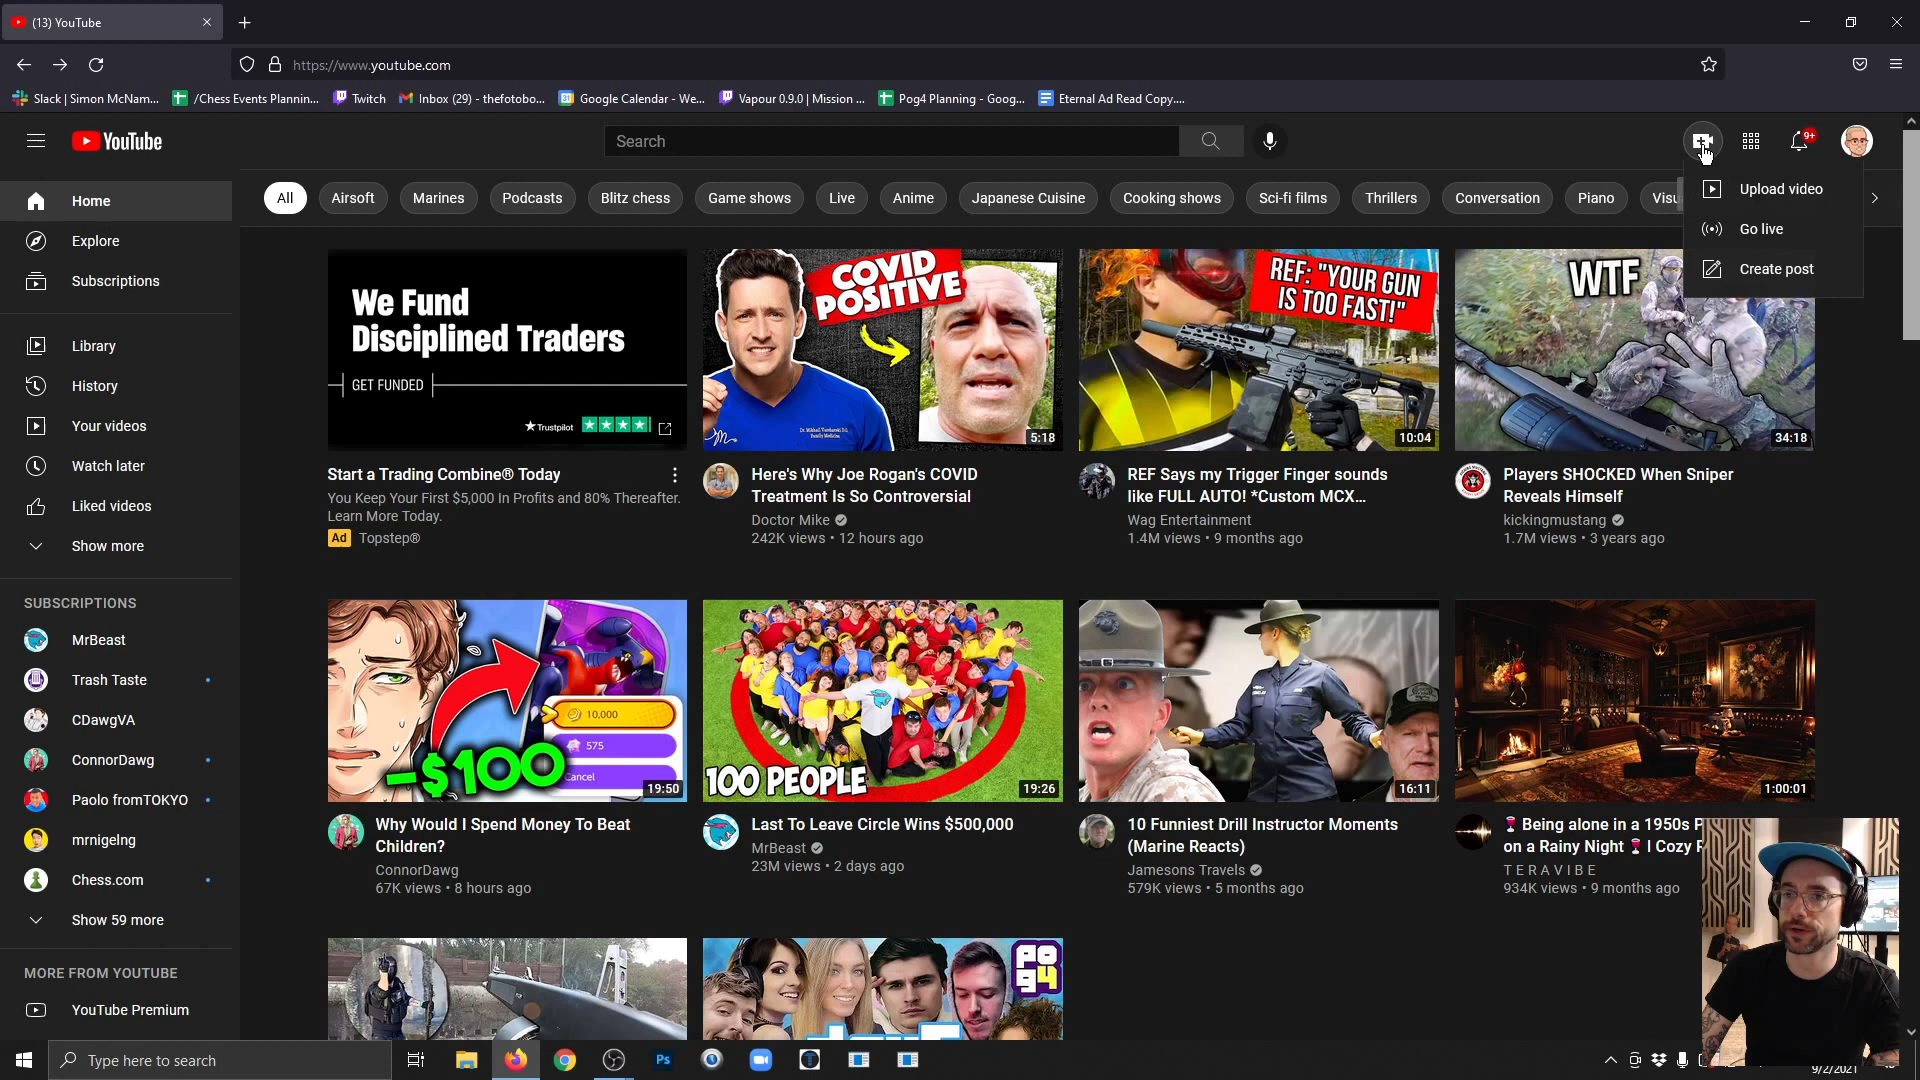 (13) YouTube
https://www.youtube.com
Slack | Simon McNam...
/Chess Events Plannin...
Twitch
Inbox (29) - thefotobo...
Google Calendar - We...
Vapour 0.9.0 | Mission ...
Pog4 Planning - Goog...
Eternal Ad Read Copy....
YouTube
Search
9+
Upload video
Go live
Create post
All
Airsoft
Marines
Podcasts
Blitz chess
Game shows
Live
Anime
Japanese Cuisine
Cooking shows
Sci-fi films
Thrillers
Conversation
Piano
Visu
Home
Explore
Subscriptions
Library
History
Your videos
Watch later
Liked videos
Show more
SUBSCRIPTIONS
MrBeast
Trash Taste
CDawgVA
ConnorDawg
Paolo fromTOKYO
mrnigelng
Chess.com
Show 59 more
MORE FROM YOUTUBE
YouTube Premium
We Fund
Disciplined Traders
GET FUNDED
Trustpilot
Start a Trading Combine® Today
You Keep Your First $5,000 In Profits and 80% Thereafter.
Learn More Today.
Ad Topstep®
COVID
POSITIVE
5:18
Here's Why Joe Rogan's COVID
Treatment Is So Controversial
Doctor Mike
242K views • 12 hours ago
REF: "YOUR GUN
IS TOO FAST!"
10:04
REF Says my Trigger Finger sounds
like FULL AUTO! *Custom MCX...
Wag Entertainment
1.4M views • 9 months ago
WTF
34:18
Players SHOCKED When Sniper
Reveals Himself
kickingmustang
1.7M views • 3 years ago
10,000
575
Cancel
-$100
19:50
Why Would I Spend Money To Beat
Children?
ConnorDawg
67K views • 8 hours ago
100 PEOPLE
19:26
Last To Leave Circle Wins $500,000
MrBeast
23M views • 2 days ago
16:11
10 Funniest Drill Instructor Moments
(Marine Reacts)
Jamesons Travels
579K views • 5 months ago
1:00:01
🍷 Being alone in a 1950s P
on a Rainy Night 🍷 | Cozy
T E R A V I B E
934K views • 9 months ago
PO
G4
Type here to search
Ps
9/2/2021